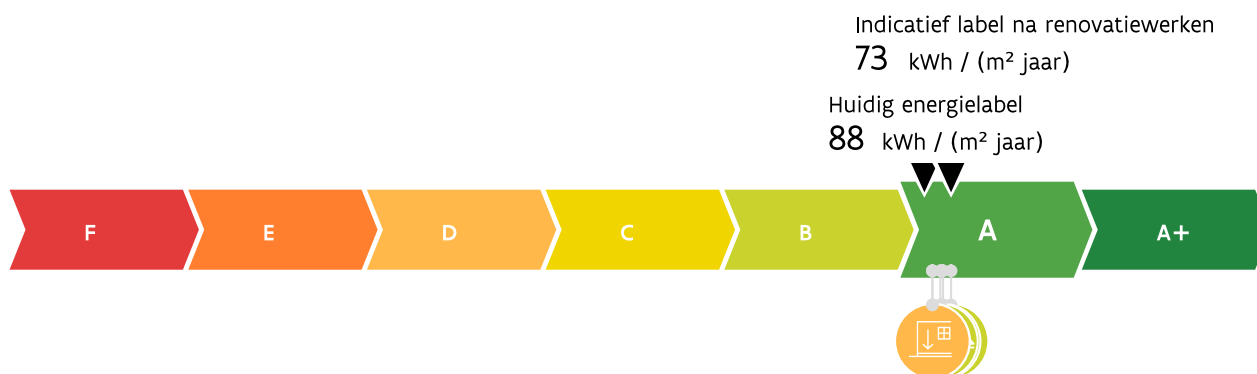 Indicatief label na renovatiewerken
73 kWh / (m² jaar)
Huidig energielabel
88 kWh / (m² jaar)
F E D C B A A+